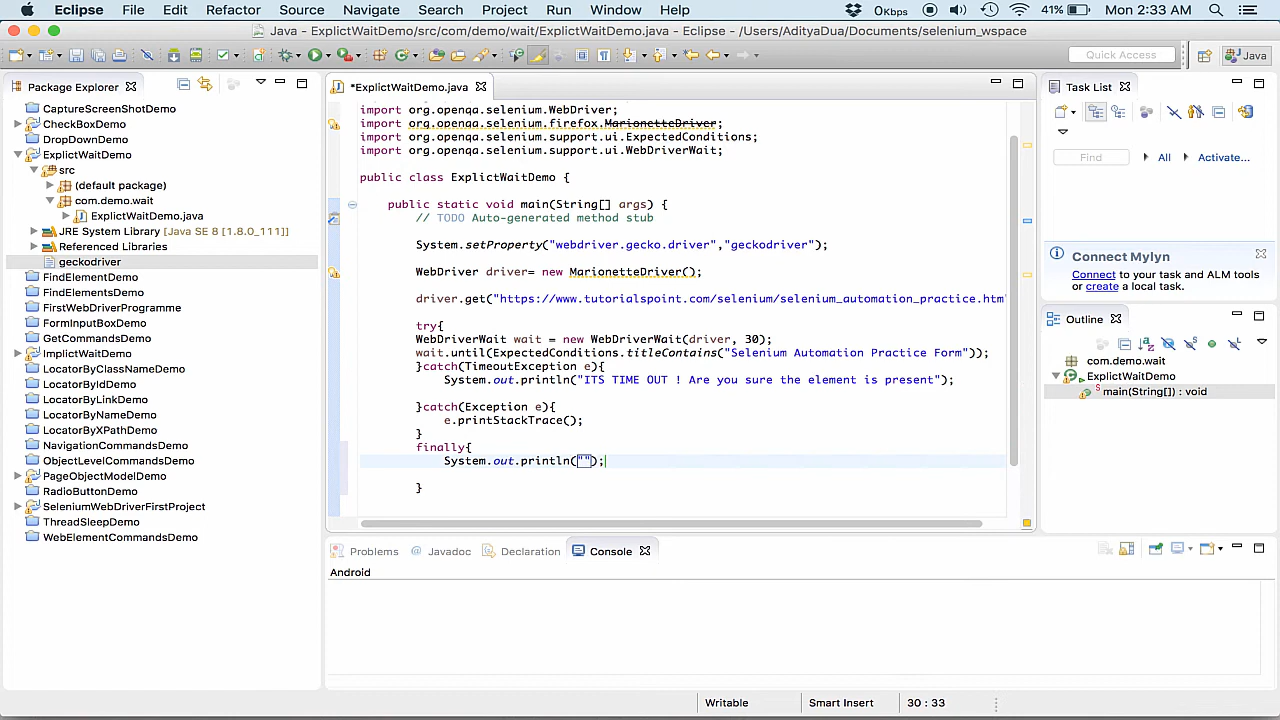 Eclipse File Edit Refactor Source Navigate Search Project Run Window Help 0Kbps 41% Mon 2:33 AM
Java - ExplictWaitDemo/src/com/demo/wait/ExplictWaitDemo.java - Eclipse - /Users/AdityaDua/Documents/selenium_wspace
Quick Access Java
Package Explorer
CaptureScreenShotDemo
CheckBoxDemo
DropDownDemo
ExplictWaitDemo
src
(default package)
com.demo.wait
ExplictWaitDemo.java
JRE System Library [Java SE 8 [1.8.0_111]]
Referenced Libraries
geckodriver
FindElementDemo
FindElementsDemo
FirstWebDriverProgramme
FormInputBoxDemo
GetCommandsDemo
ImplictWaitDemo
LocatorByClassNameDemo
LocatorByIdDemo
LocatorByLinkDemo
LocatorByNameDemo
LocatorByXPathDemo
NavigationCommandsDemo
ObjectLevelCommandsDemo
PageObjectModelDemo
RadioButtonDemo
SeleniumWebDriverFirstProject
ThreadSleepDemo
WebElementCommandsDemo
*ExplictWaitDemo.java
import org.openqa.selenium.WebDriver;
import org.openqa.selenium.firefox.MarionetteDriver;
import org.openqa.selenium.support.ui.ExpectedConditions;
import org.openqa.selenium.support.ui.WebDriverWait;
public class ExplictWaitDemo {
public static void main(String[] args) {
// TODO Auto-generated method stub
System.setProperty("webdriver.gecko.driver","geckodriver");
WebDriver driver= new MarionetteDriver();
driver.get("https://www.tutorialspoint.com/selenium/selenium_automation_practice.htm"
try{
WebDriverWait wait = new WebDriverWait(driver, 30);
wait.until(ExpectedConditions.titleContains("Selenium Automation Practice Form"));
}catch(TimeoutException e){
System.out.println("ITS TIME OUT ! Are you sure the element is present");
}catch(Exception e){
e.printStackTrace();
}
finally{
System.out.println("");
}
Task List
Find All Activate...
Connect Mylyn
Connect to your task and ALM tools
or create a local task.
Outline
com.demo.wait
ExplictWaitDemo
main(String[]) : void
Problems Javadoc Declaration Console
Android
Writable Smart Insert 30 : 33